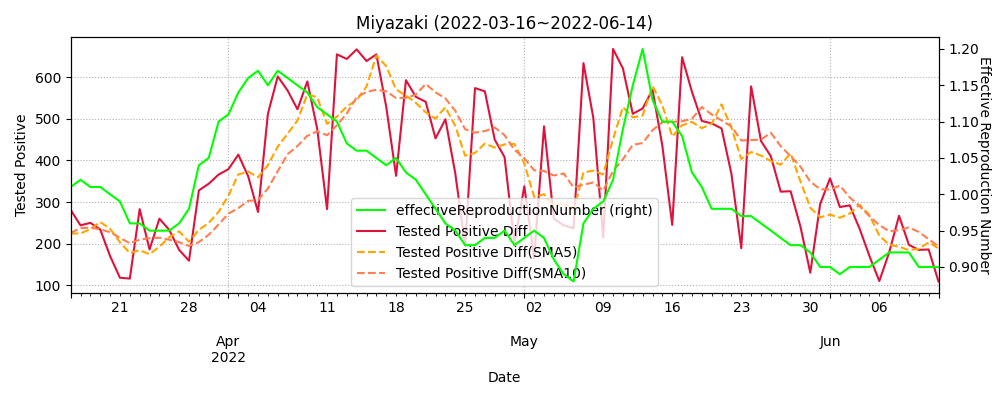 Miyazaki (2022-03-16~2022-06-14)
Tested Positive
600
500
400
300
200
100
1.20
1.15
1.10
1.05
1.00
0.95
0.90
Effective Reproduction Number
effectiveReproductionNumber (right)
Tested Positive Diff
Tested Positive Diff(SMA5)
Tested Positive Diff(SMA10)
21 28 04 11 18 25 02 09 16 23 30 06
Apr May Jun
2022
Date